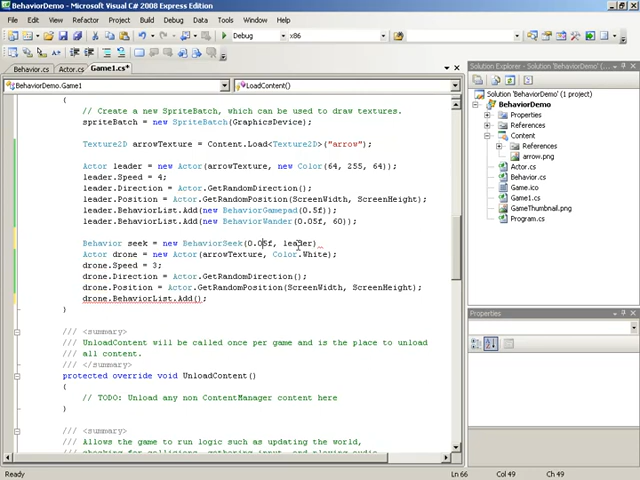 BehaviorDemo - Microsoft Visual C# 2008 Express Edition
File Edit View Refactor Project Build Debug Data Tools Window Help
Debug x86
Behavior.cs Actor.cs Game1.cs*
BehaviorDemo.Game1 LoadContent()
{
// Create a new SpriteBatch, which can be used to draw textures.
spriteBatch = new SpriteBatch(GraphicsDevice);
Texture2D arrowTexture = Content.Load<Texture2D>("arrow");
Actor leader = new Actor(arrowTexture, new Color(64, 255, 64));
leader.Speed = 4;
leader.Direction = Actor.GetRandomDirection();
leader.Position = Actor.GetRandomPosition(ScreenWidth, ScreenHeight);
leader.BehaviorList.Add(new BehaviorGamepad(0.5f));
leader.BehaviorList.Add(new BehaviorWander(0.05f, 60));
Behavior seek = new BehaviorSeek(0.05f, leader)
Actor drone = new Actor(arrowTexture, Color.White);
drone.Speed = 3;
drone.Direction = Actor.GetRandomDirection();
drone.Position = Actor.GetRandomPosition(ScreenWidth, ScreenHeight);
drone.BehaviorList.Add();
}
/// <summary>
/// UnloadContent will be called once per game and is the place to unload
/// all content.
/// </summary>
protected override void UnloadContent()
{
// TODO: Unload any non ContentManager content here
}
/// <summary>
/// Allows the game to run logic such as updating the world,
/// checking for collisions, gathering input, and playing audio.
Solution Explorer - BehaviorDemo
Solution 'BehaviorDemo' (1 project)
BehaviorDemo
Properties
References
Content
References
arrow.png
Actor.cs
Behavior.cs
Game.ico
Game1.cs
GameThumbnail.png
Program.cs
Properties
Ready Ln 66 Col 49 Ch 49